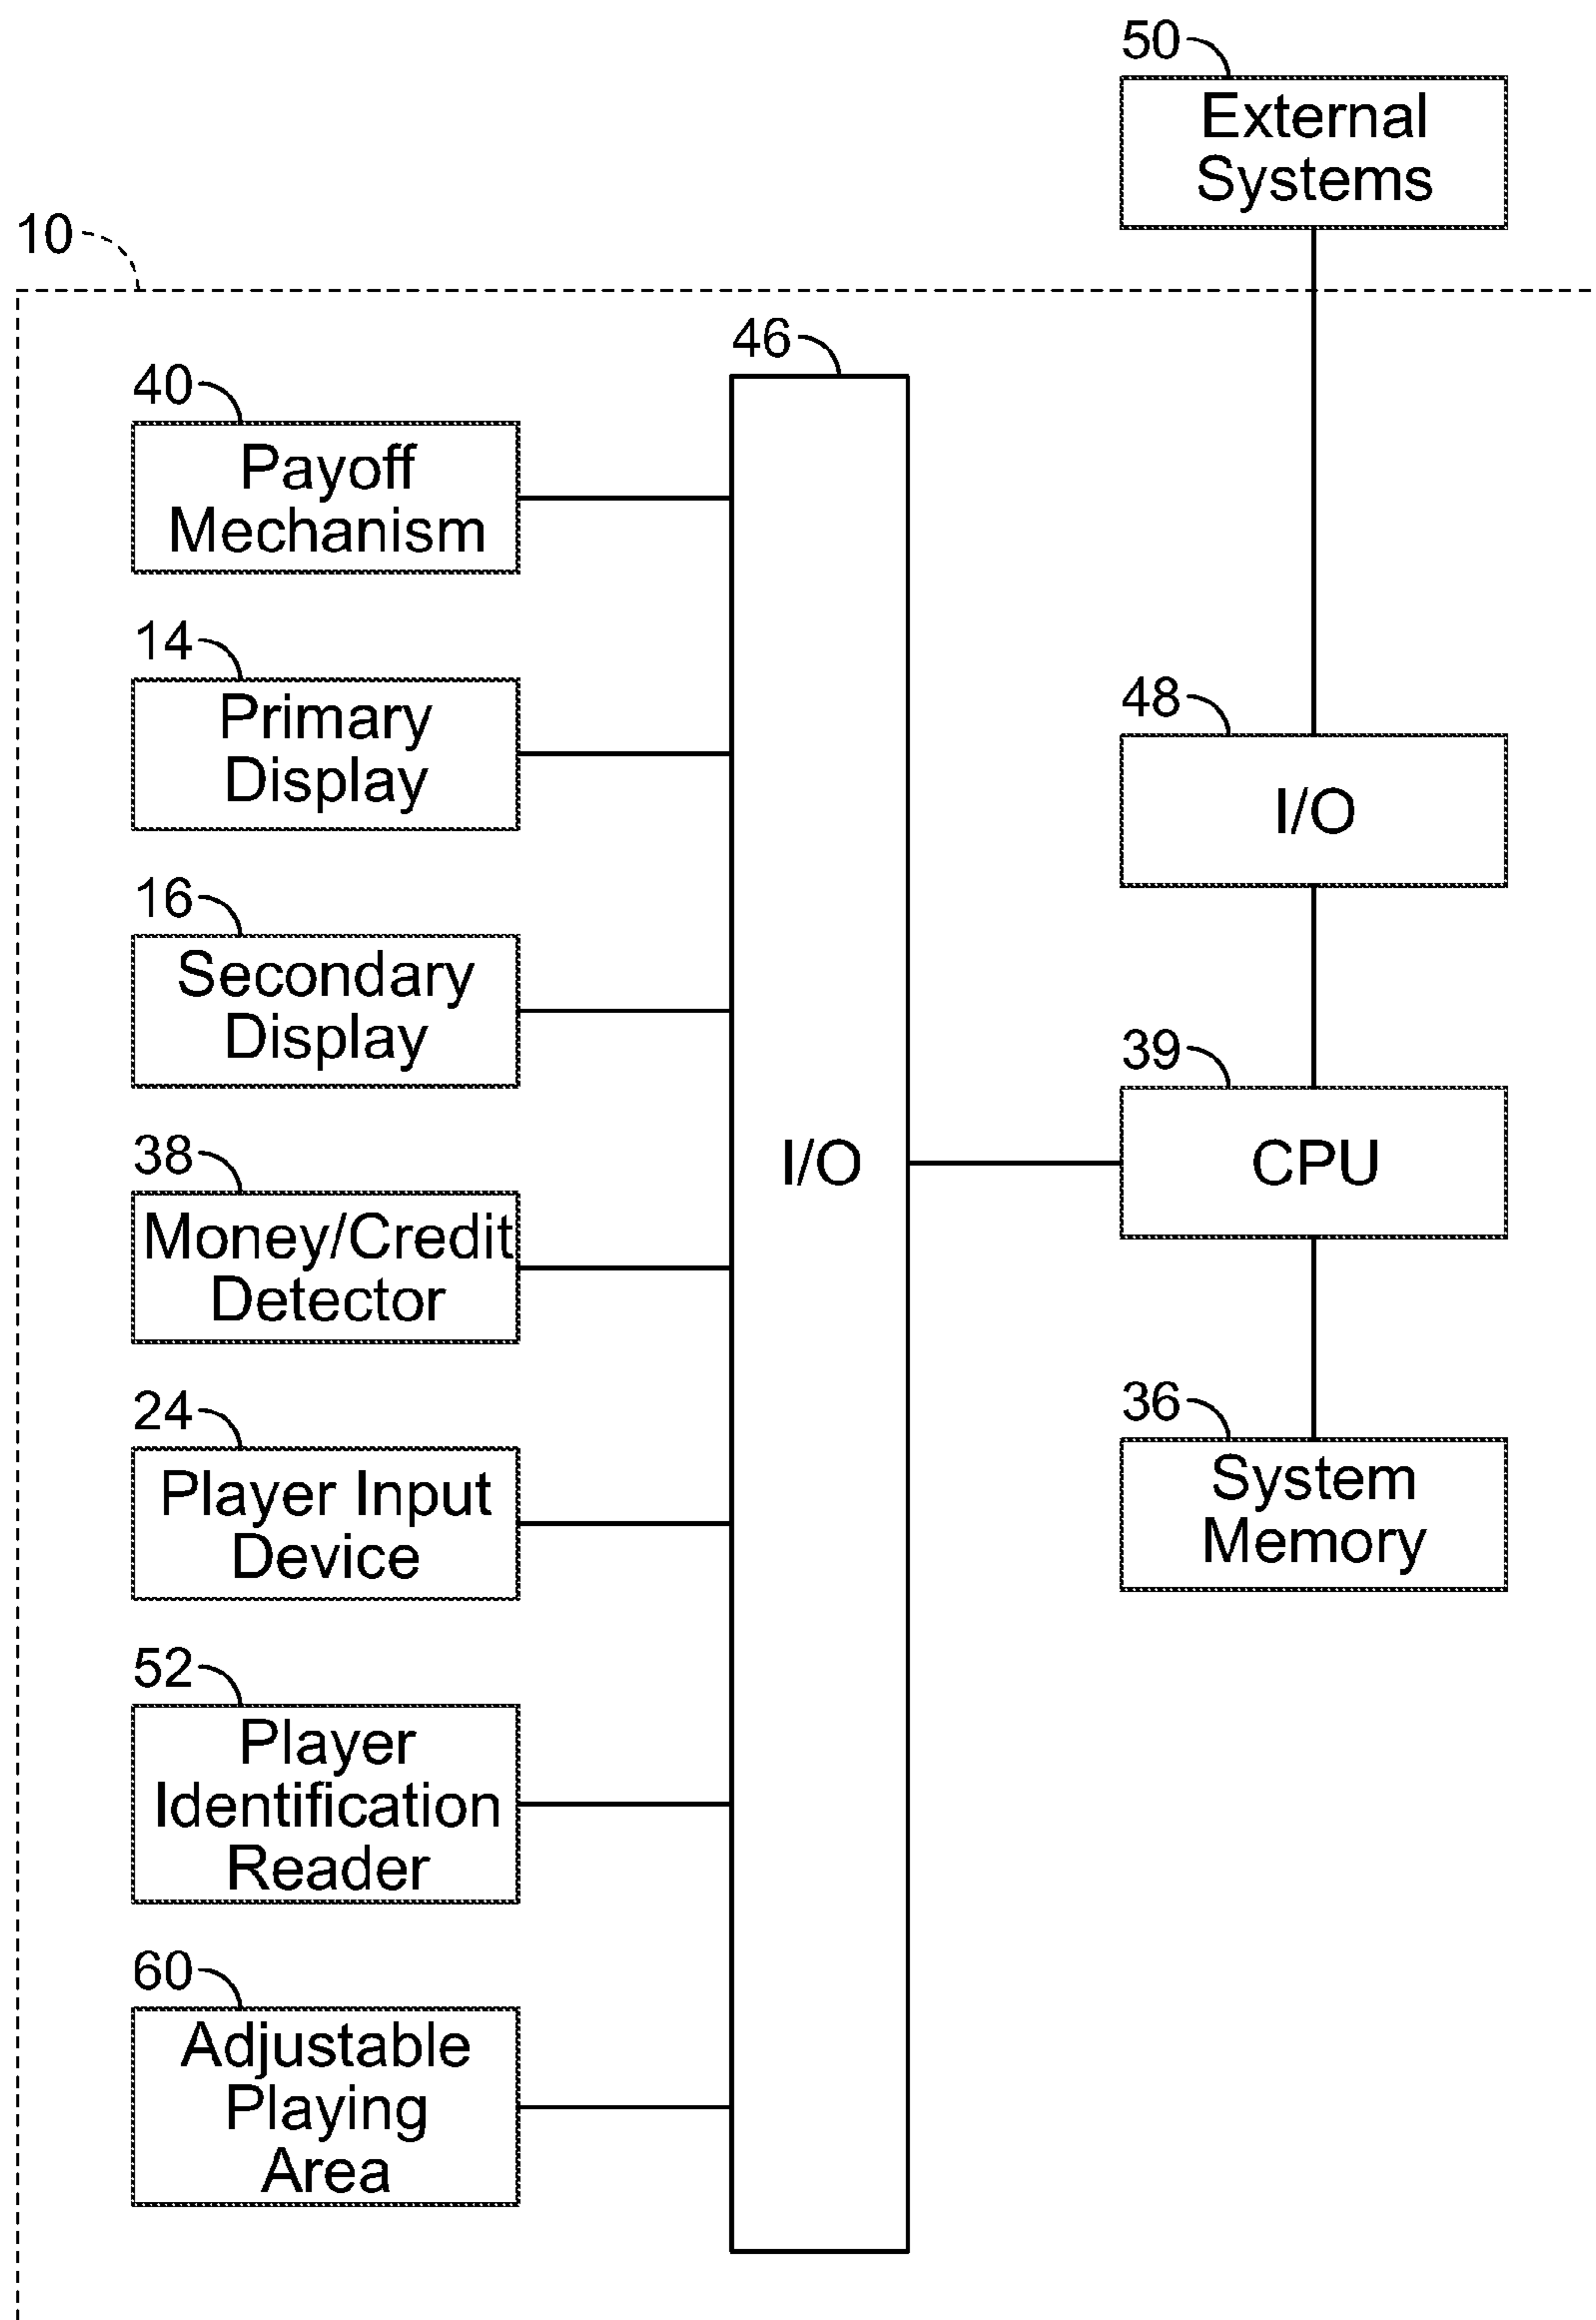 50
External
Systems
10
46
40
Payoff
Mechanism
14
Primary
Display
48
I/O
16
Secondary
Display
39
CPU
I/O
38
Money/Credit
Detector
24
Player Input
Device
36
System
Memory
52
Player
Identification
Reader
60
Adjustable
Playing
Area